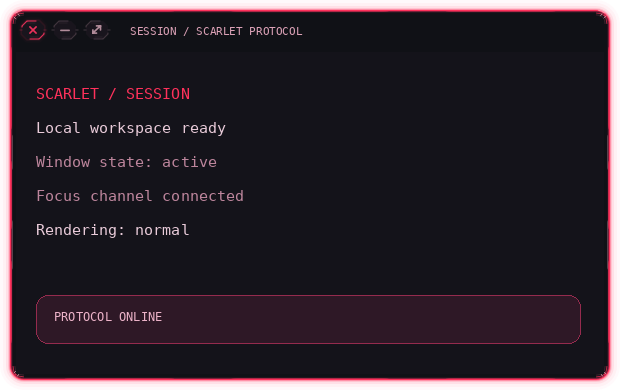 SESSION / SCARLET PROTOCOL
SCARLET / SESSION
Local workspace ready
Window state: active
Focus channel connected
Rendering: normal
PROTOCOL ONLINE